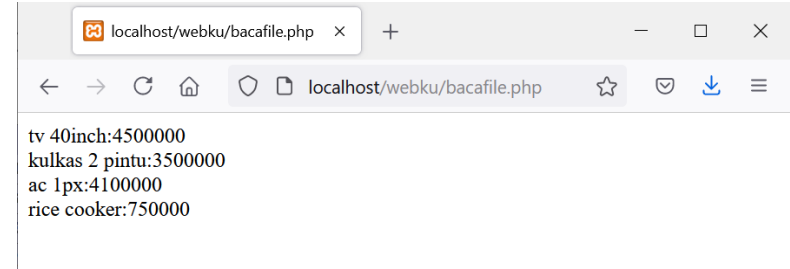 localhost/webku/bacafile.php
localhost/webku/bacafile.php
tv 40inch:4500000
kulkas 2 pintu:3500000
ac 1px:4100000
rice cooker:750000